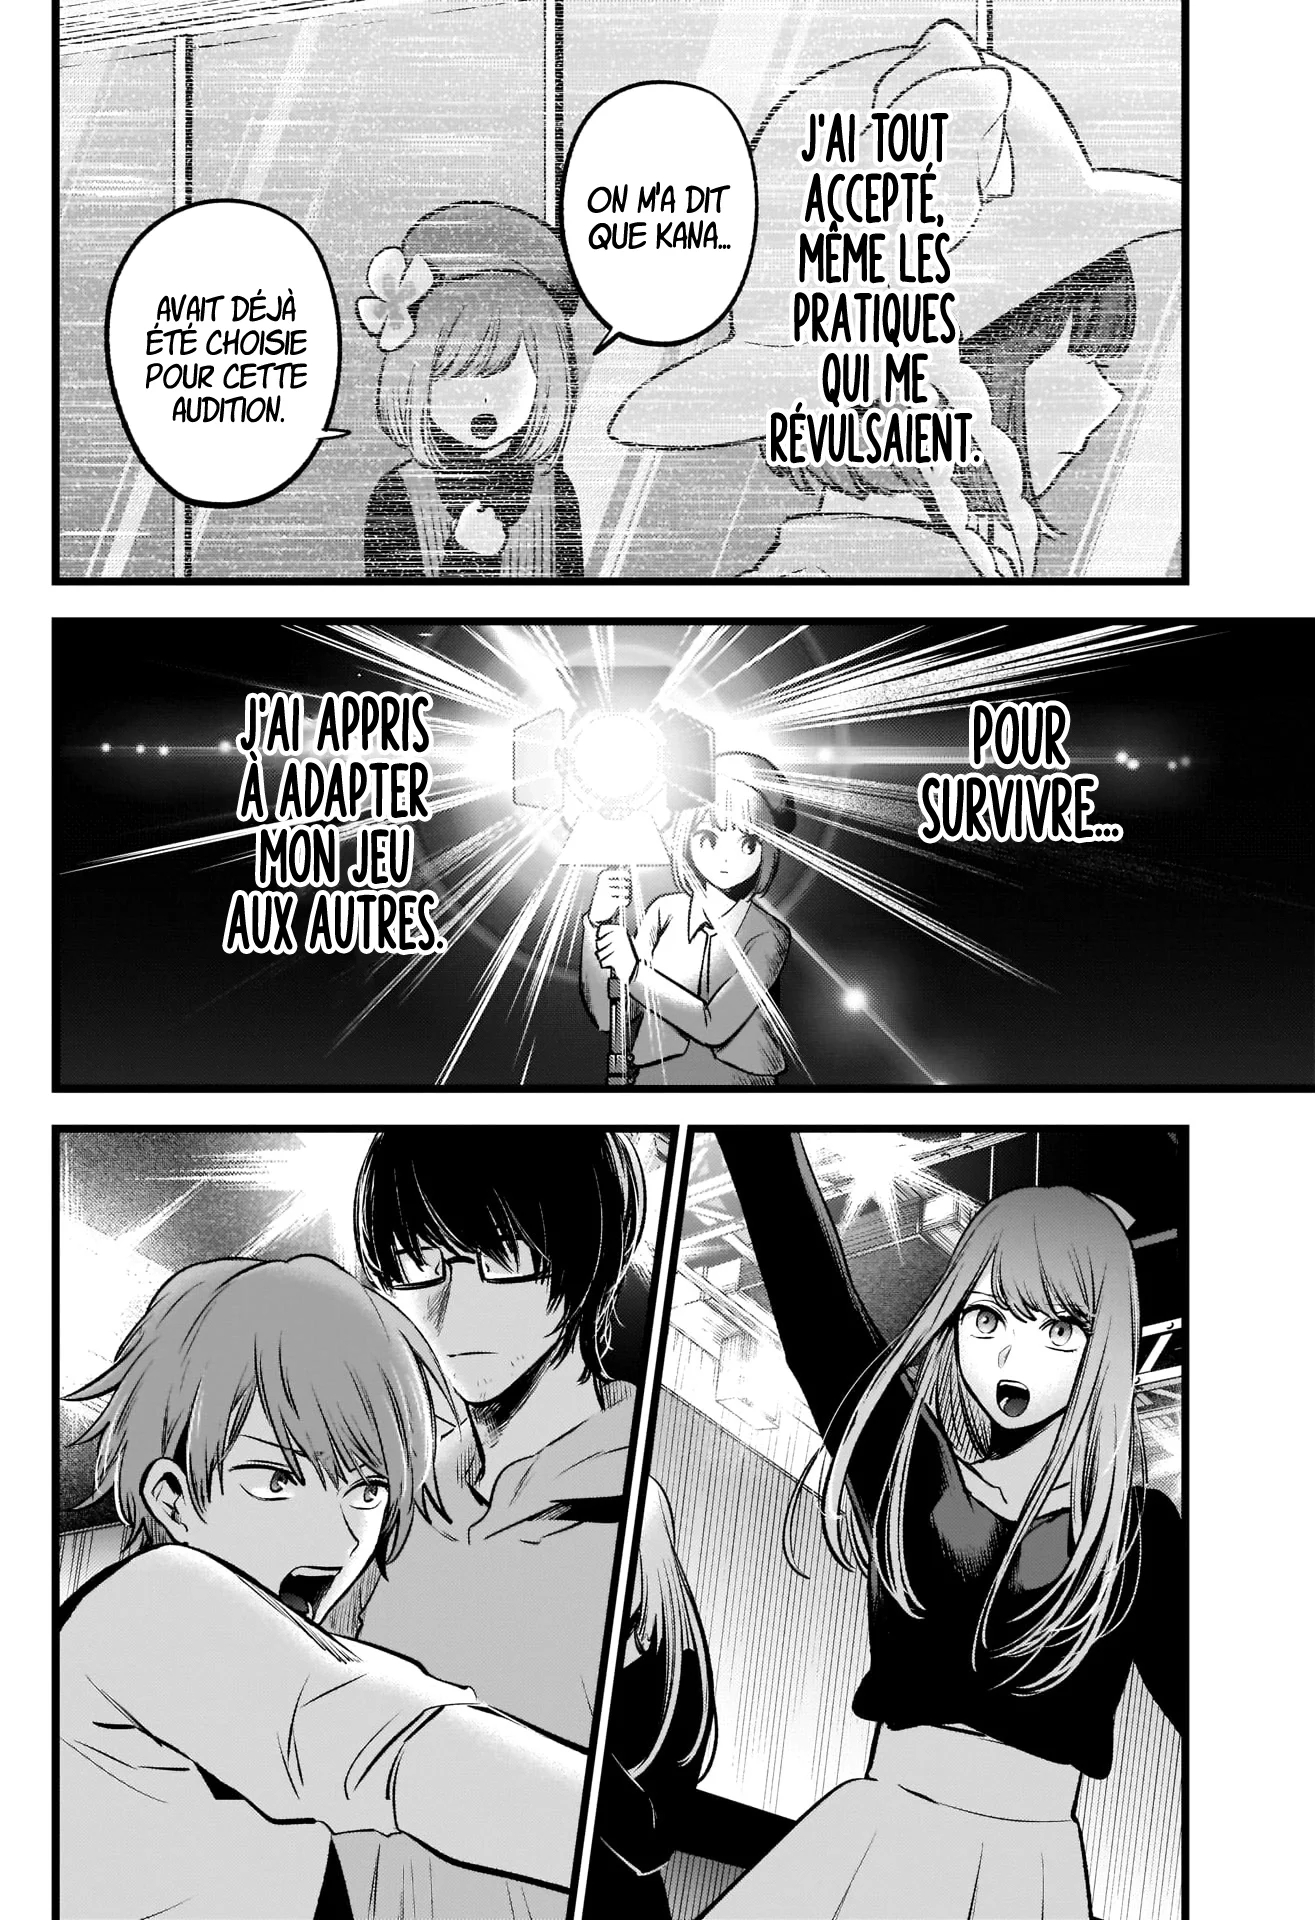 J'AI TOUT
ACCEPTÉ,
MÊME LES
PRATIQUES
QUI ME
RÉVULSAIENT.
ON M'A DIT
QUE KANA...
AVAIT DÉJÀ
ÉTÉ CHOISIE
POUR CETTE
AUDITION.
POUR
SURVIVRE...
J'AI APPRIS
À ADAPTER
MON JEU
AUX AUTRES.